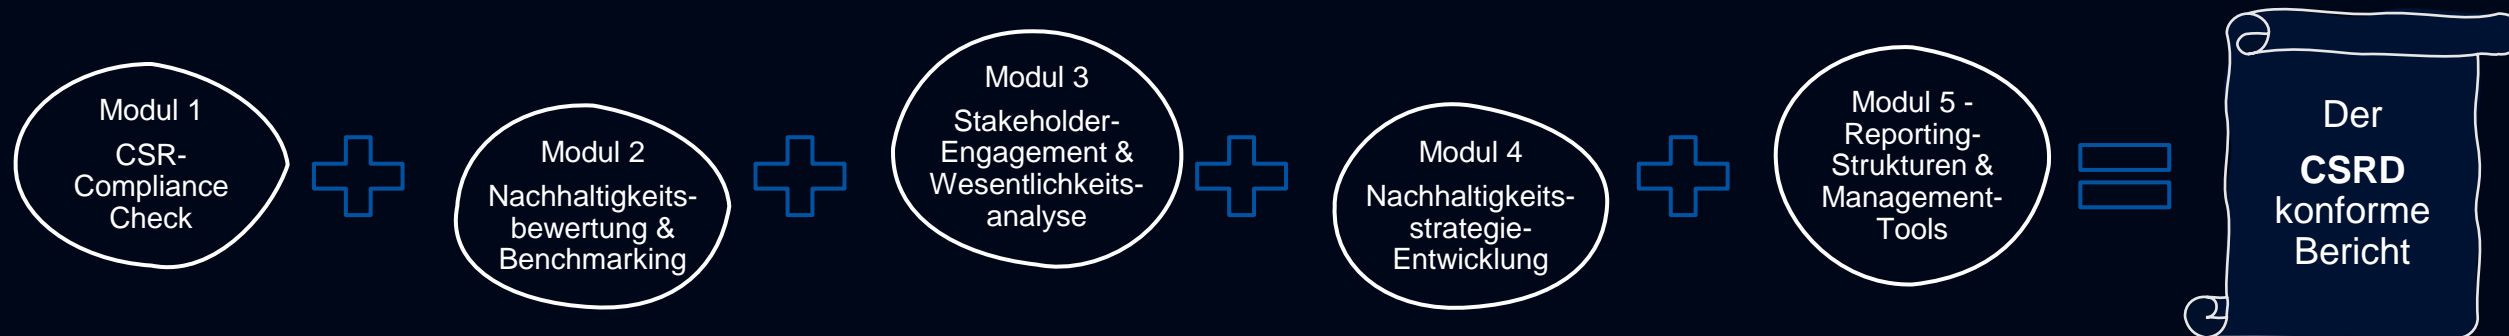 Modul 1
CSR-
Compliance
Check
Modul 2
Nachhaltigkeits-
bewertung &
Benchmarking
Modul 3
Stakeholder-
Engagement &
Wesentlichkeits-
analyse
Modul 4
Nachhaltigkeits-
strategie-
Entwicklung
Modul 5 -
Reporting-
Strukturen &
Management-
Tools
Der
CSRD
konforme
Bericht